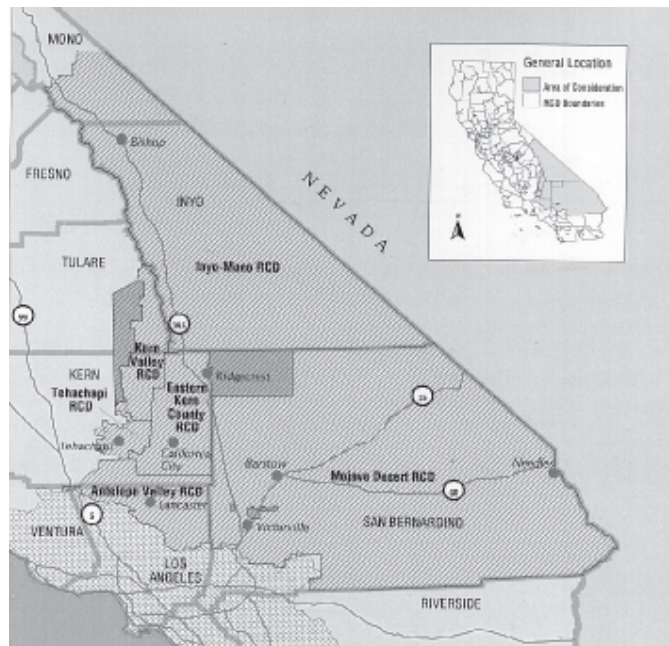 MONO
General Location
Area of Consideration
RCD Boundaries
N
Bishop
NEVADA
FRESNO
INYO
TULARE
Inyo-Mono RCD
99
395
Kern
Valley
RCD
KERN
Tehachapi
RCD
Ridgecrest
Eastern
Kern
County
RCD
Tehachapi
California
City
Barstow
Mojave Desert RCD
Needles
Antelope Valley RCD
Lancaster
5
Victorville
SAN BERNARDINO
VENTURA
LOS
ANGELES
RIVERSIDE